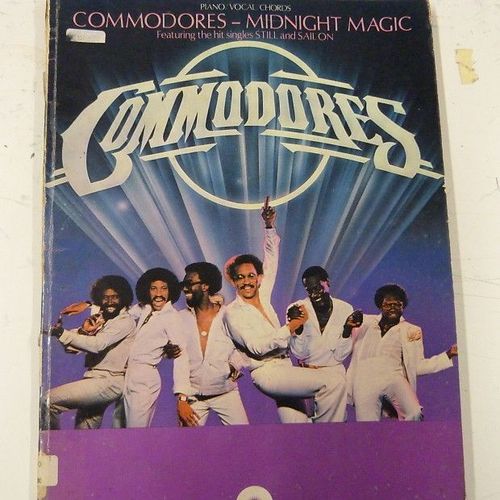 PIANO/VOCAL CHORDS
COMMODORES – MIDNIGHT MAGIC
Featuring the hit singles STILL and SAIL ON
COMMODORES